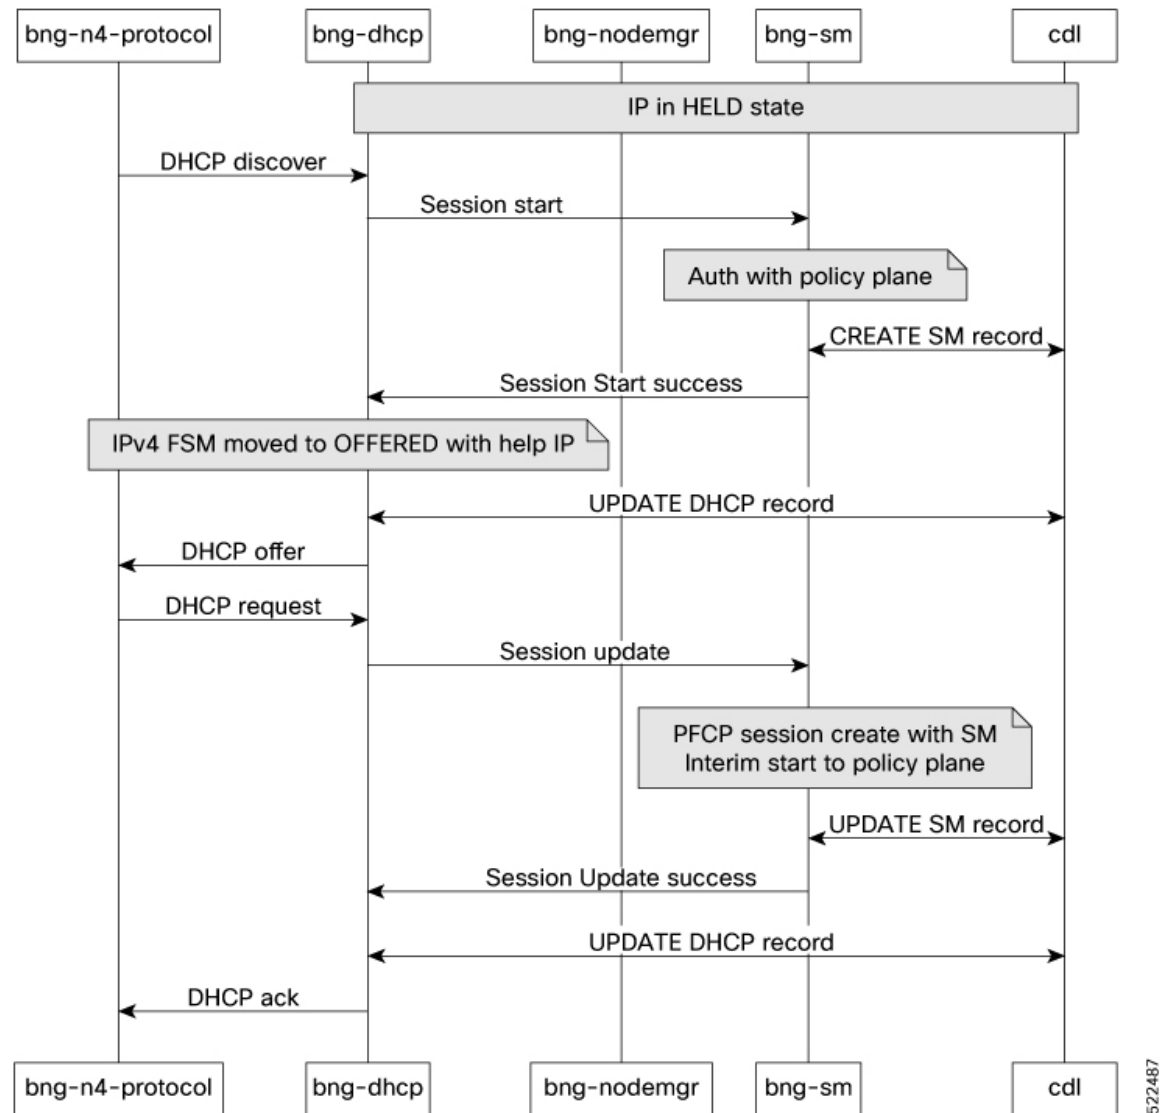 bng-n4-protocol
bng-dhcp
bng-nodemgr
bng-sm
cdl
IP in HELD state
DHCP discover
Session start
Auth with policy plane
CREATE SM record
Session Start success
IPv4 FSM moved to OFFERED with help IP
UPDATE DHCP record
DHCP offer
DHCP request
Session update
PFCP session create with SM
Interim start to policy plane
UPDATE SM record
Session Update success
UPDATE DHCP record
DHCP ack
bng-n4-protocol
bng-dhcp
bng-nodemgr
bng-sm
cdl
522487